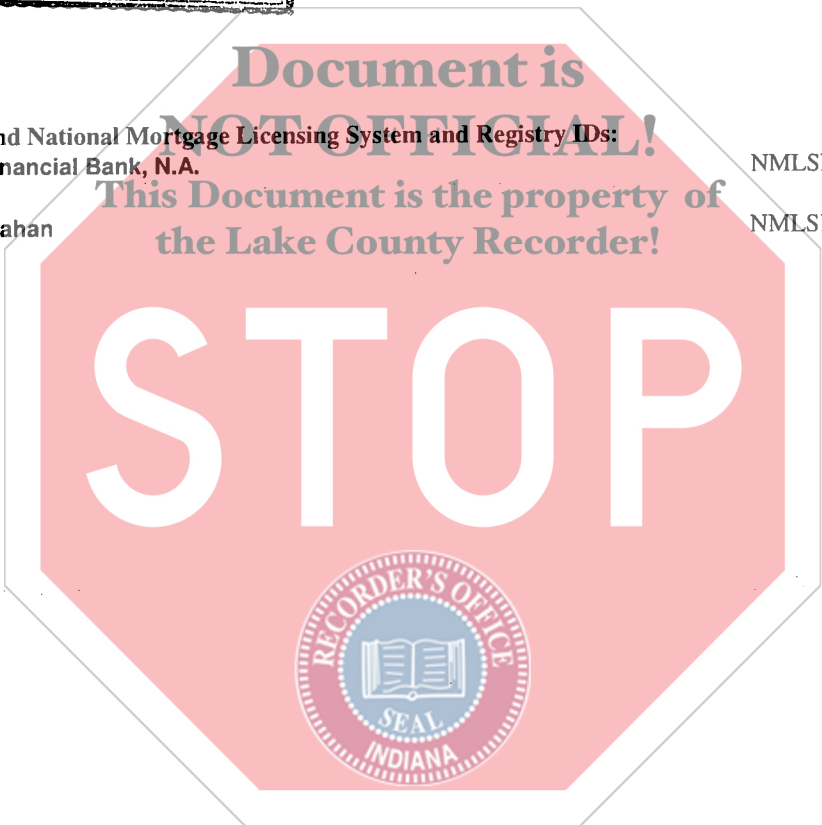 Document is
nd National Mortgage Licensing System and Registry IDs:
NOT OFFICIAL!
nancial Bank, N.A.
NMLS
This Document is the property of
ahan
NMLS
the Lake County Recorder!
STOP
RECORDER'S OFFICE
SEAL
INDIANA